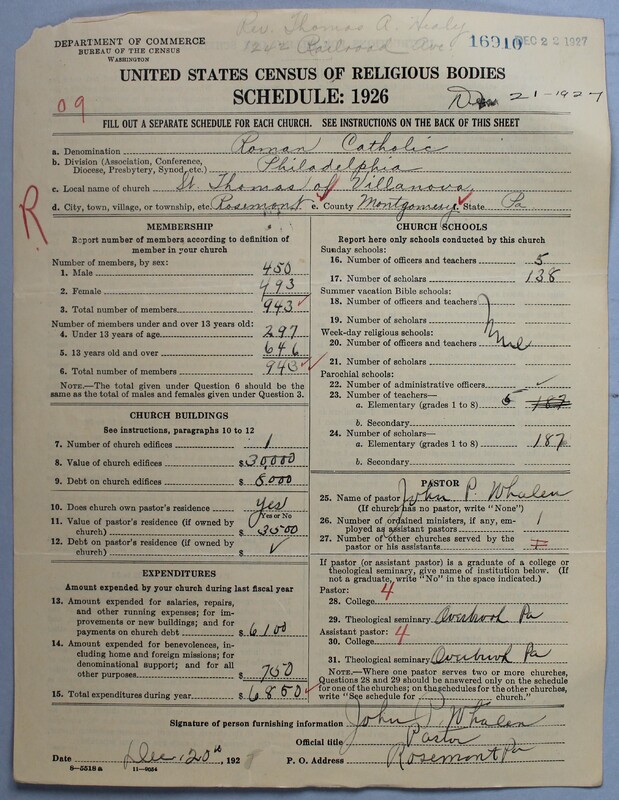 Rev. Thomas A. Healy
1242 Railroad Ave.
16910 DEC 22 1927
DEPARTMENT OF COMMERCE
BUREAU OF THE CENSUS
WASHINGTON
UNITED STATES CENSUS OF RELIGIOUS BODIES
SCHEDULE: 1926
21-1927
09
FILL OUT A SEPARATE SCHEDULE FOR EACH CHURCH. SEE INSTRUCTIONS ON THE BACK OF THIS SHEET
a. Denomination Roman Catholic
b. Division (Association, Conference, Diocese, Presbytery, Synod, etc.) Philadelphia
c. Local name of church St. Thomas of Villanova
d. City, town, village, or township, etc. Rosemont e. County Montgomery f. State Pa
R
MEMBERSHIP
Report number of members according to definition of
member in your church
Number of members, by sex:
1. Male 450
2. Female 493
3. Total number of members 943
Number of members under and over 13 years old:
4. Under 13 years of age 297
5. 13 years old and over 646
6. Total number of members 943
NOTE.—The total given under Question 6 should be
same as the total of males and females given under Question 3.
CHURCH BUILDINGS
See instructions, paragraphs 10 to 12
7. Number of church edifices 1
8. Value of church edifices $30,000
9. Debt on church edifices $
10. Does church own pastor's residence? Yes
Yes or No
11. Value of pastor's residence (if owned by
church) $
12. Debt on pastor's residence (if owned by
church) $
EXPENDITURES
Amount expended by your church during last fiscal year
13. Amount expended for salaries, repairs,
and other running expenses; for im-
provements or new buildings; and for
payments on church debt $6100
14. Amount expended for benevolences, in-
cluding home and foreign missions; for
denominational support; and for all
other purposes $750
15. Total expenditures during year $6850
CHURCH SCHOOLS
Report here only schools conducted by this church
Sunday schools:
16. Number of officers and teachers 5
17. Number of scholars 138
Summer vacation Bible schools:
18. Number of officers and teachers
19. Number of scholars
Week-day religious schools:
20. Number of officers and teachers
21. Number of scholars
Parochial schools:
22. Number of administrative officers
23. Number of teachers—
a. Elementary (grades 1 to 8) 5 187
b. Secondary
24. Number of scholars—
a. Elementary (grades 1 to 8) 187
b. Secondary
PASTOR
25. Name of pastor John P. Whalen
(If church has no pastor, write "None")
26. Number of ordained ministers, if any, em-
ployed as assistant pastors 1
27. Number of other churches served by the
pastor or his assistants
If pastor (or assistant pastor) is a graduate of a college or
theological seminary, give name of institution below. (If
not a graduate, write "No" in the space indicated.)
Pastor:
28. College 4
29. Theological seminary Overbrook Pa
Assistant pastor:
30. College 4
31. Theological seminary Overbrook Pa
NOTE.—Where one pastor serves two or more churches,
Questions 28 and 29 should be answered only on the schedule
for one of the churches; on the schedules for the other churches,
write "See schedule for church."
Signature of person furnishing information John P. Whalen
Official title Pastor
Date Dec. 20th 192 P. O. Address Rosemont Pa
8—5518a 11—9054